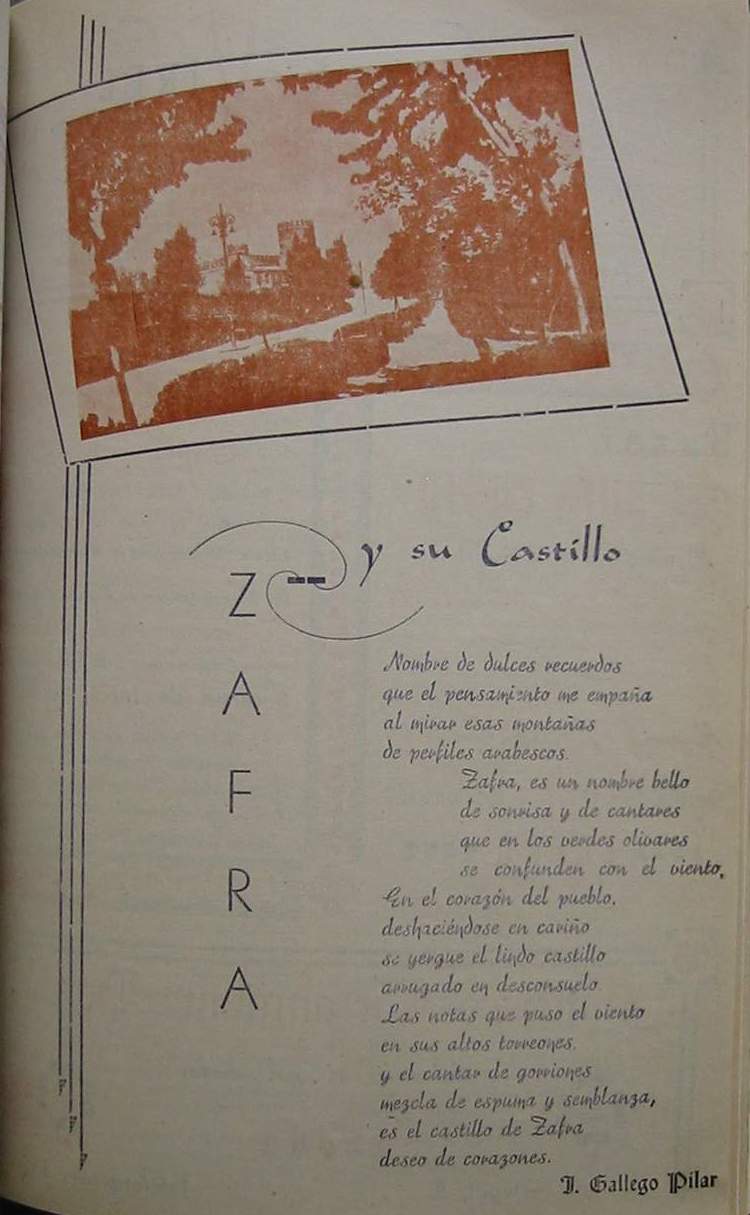 ZAFRA
y su Castillo
Nombre de dulces recuerdos
que el pensamiento me empaña
al mirar esas montañas
de perfiles arabescos.
Zafra, es un nombre bello
de sonrisa y de cantares
que en los verdes olivares
se confunden con el viento,
En el corazón del pueblo,
deshaciéndose en cariño
se yergue el lindo castillo
arrugado en desconsuelo.
Las notas que puso el viento
en sus altos torreones,
y el cantar de gorriones
mezcla de espuma y semblanza,
es el castillo de Zafra
deseo de corazones.
J. Gallego Pilar